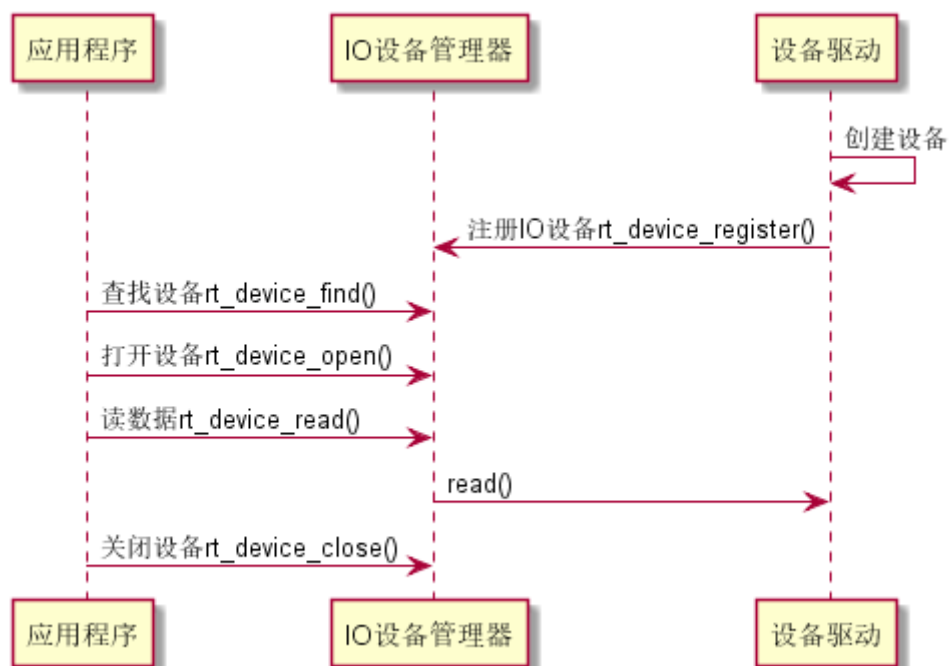 应用程序
IO设备管理器
设备驱动
创建设备
注册IO设备rt_device_register()
查找设备rt_device_find()
打开设备rt_device_open()
读数据rt_device_read()
read()
关闭设备rt_device_close()
应用程序
IO设备管理器
设备驱动